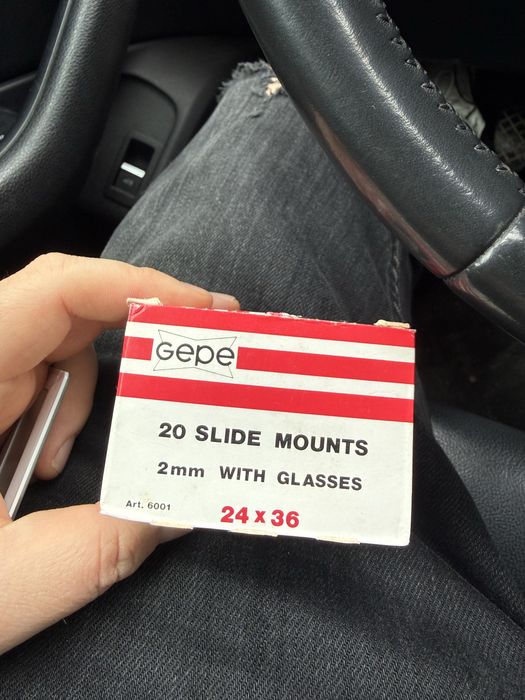 GePe
20 SLIDE MOUNTS
2mm WITH GLASSES
Art. 6001
24 x 36